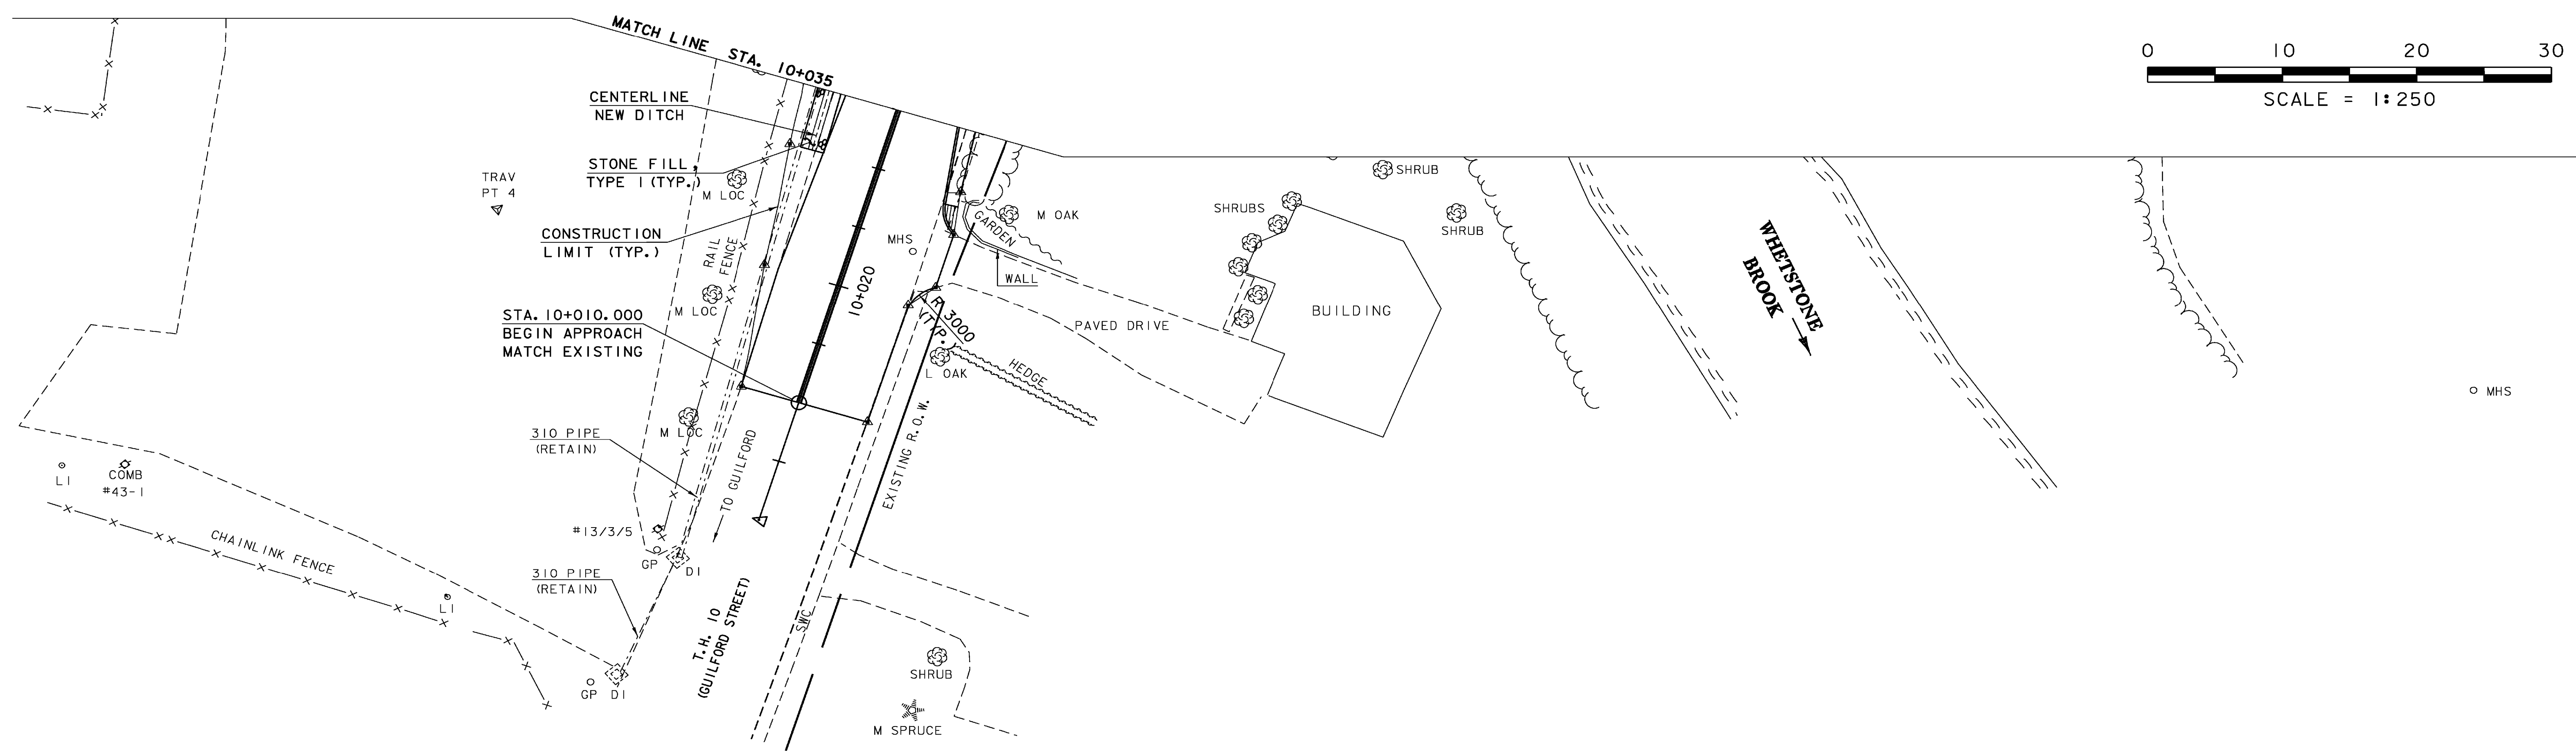 MATCH LINE STA. 10+035
0 10 20 30
SCALE = 1:250
CENTERLINE
NEW DITCH
STONE FILL,
TYPE I (TYP.)
M LOC
TRAV
PT 4
CONSTRUCTION
LIMIT (TYP.)
RAIL
FENCE
M LOC
STA. 10+010.000
BEGIN APPROACH
MATCH EXISTING
10+020
MHS
GARDEN
M OAK
WALL
R 3000
(TYP.)
L OAK
HEDGE
PAVED DRIVE
SHRUBS
SHRUB
SHRUB
BUILDING
WHETSTONE
BROOK
MHS
M LOC
310 PIPE
(RETAIN)
TO GUILFORD
EXISTING R.O.W.
LI
COMB
#43-1
CHAINLINK FENCE
LI
#13/3/5
GP
DI
310 PIPE
(RETAIN)
T.H. 10
(GUILFORD STREET)
SWC
GP DI
SHRUB
M SPRUCE